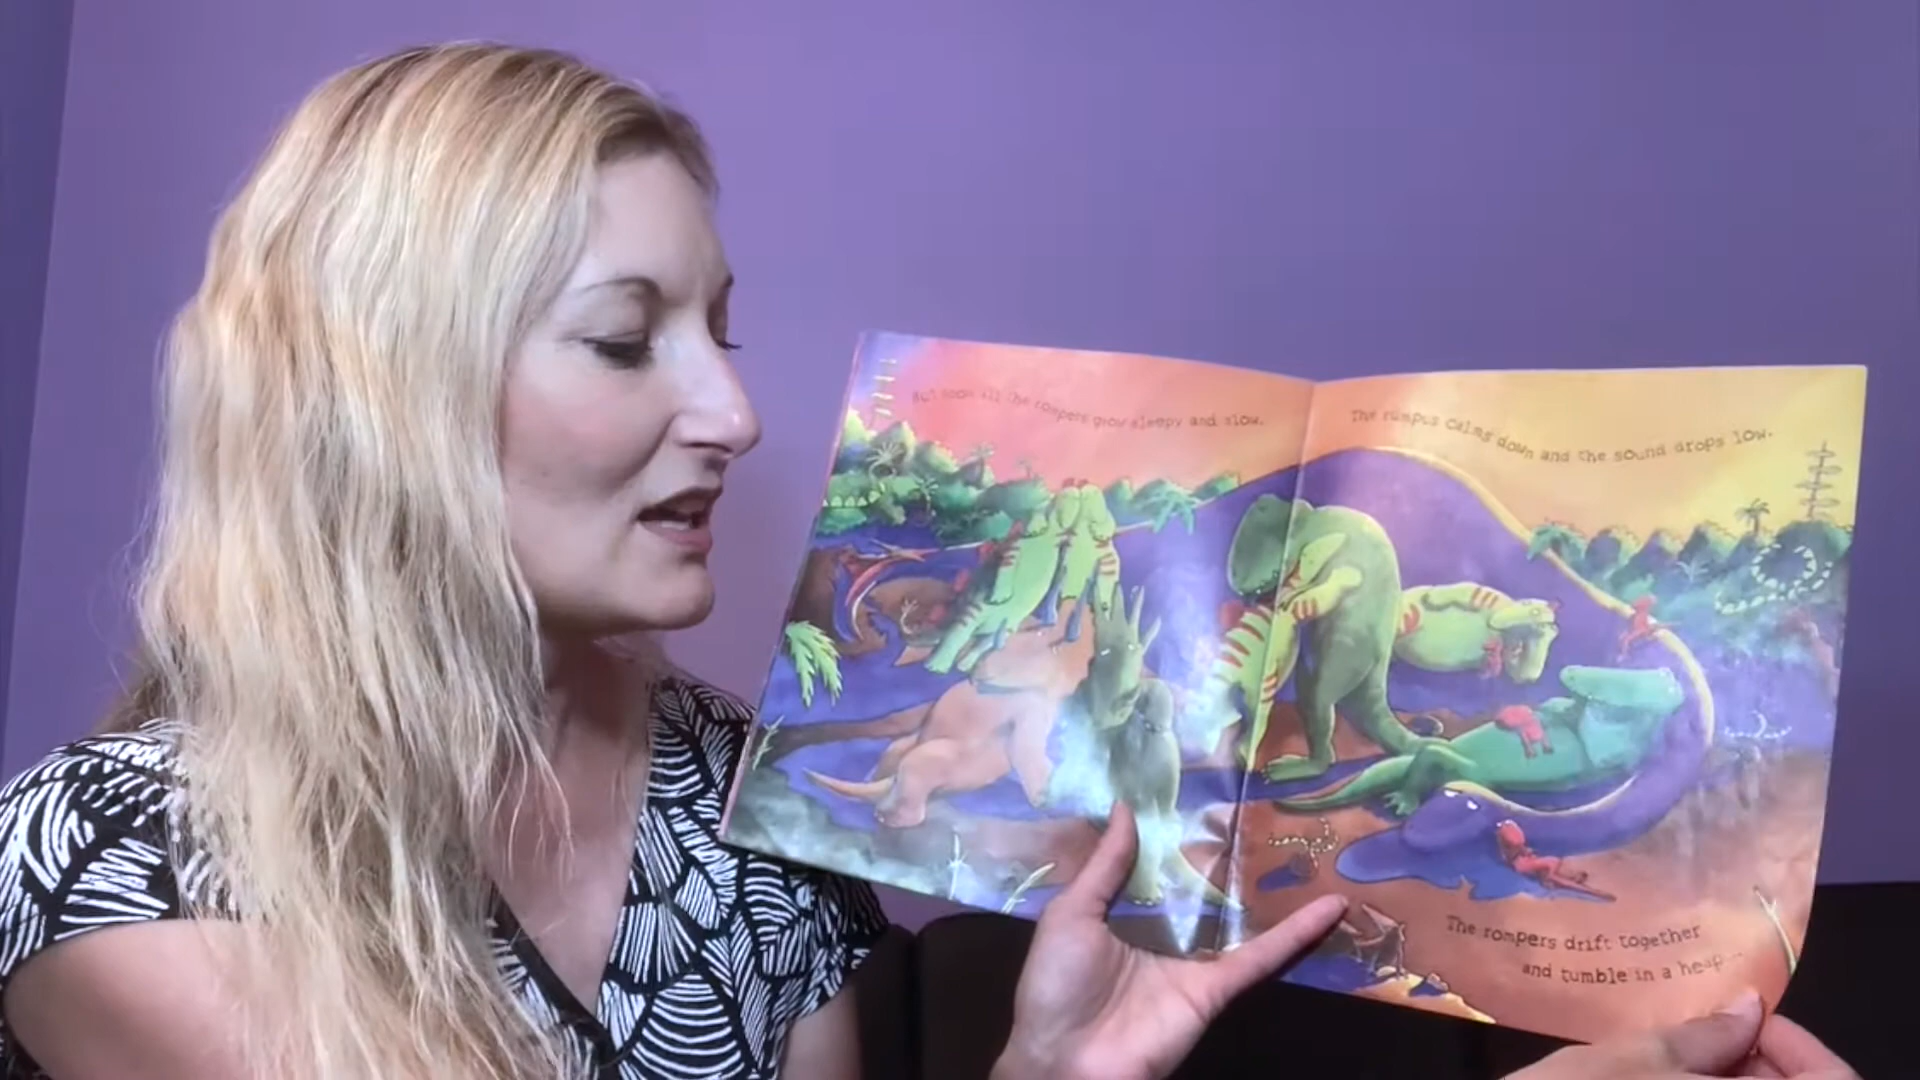 But soon all the rompers grow sleepy and slow.
The rumpus calms down and the sound drops low.
The rompers drift together
and tumble in a heap